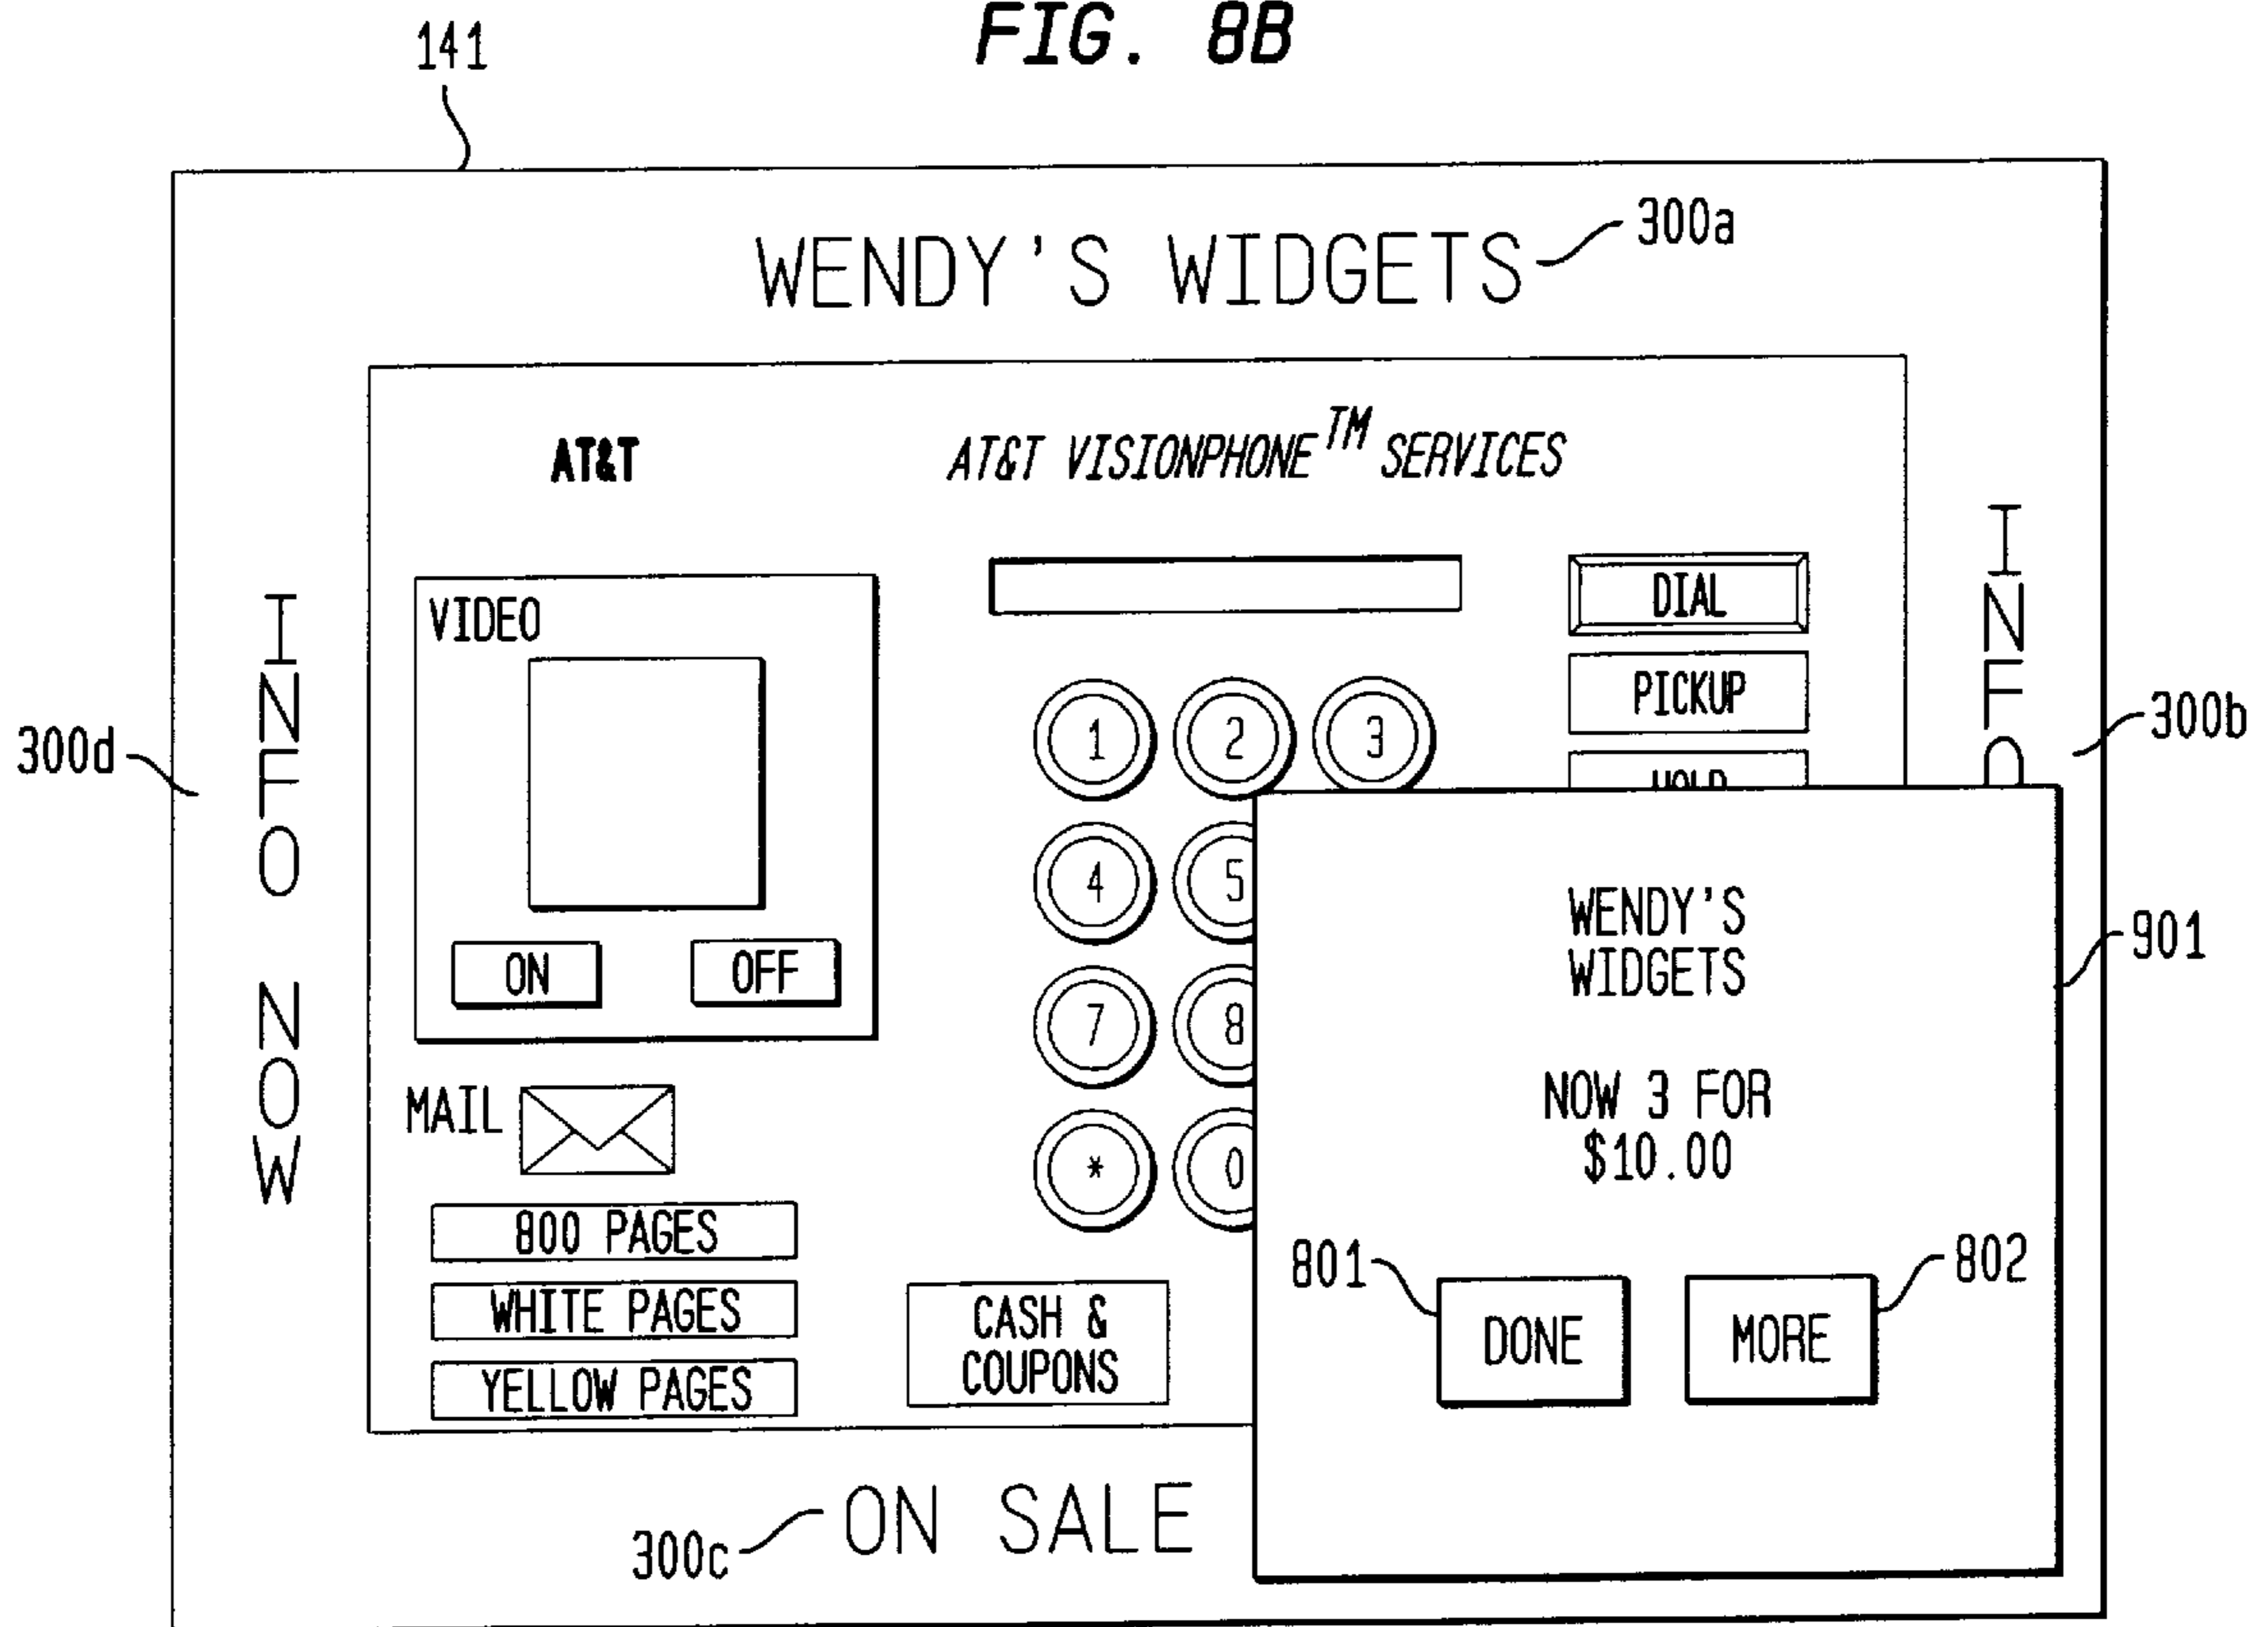 FIG. 8B
141
WENDY'S WIDGETS
300a
AT&T
AT&T VISIONPHONE™ SERVICES
VIDEO
ON
OFF
DIAL
PICKUP
HOLD
1
2
3
4
5
7
8
*
0
MAIL
800 PAGES
WHITE PAGES
YELLOW PAGES
CASH &
COUPONS
INFO NOW
300d
INFO
300b
WENDY'S
WIDGETS
NOW 3 FOR
$10.00
901
801
DONE
MORE
802
300c
ON SALE